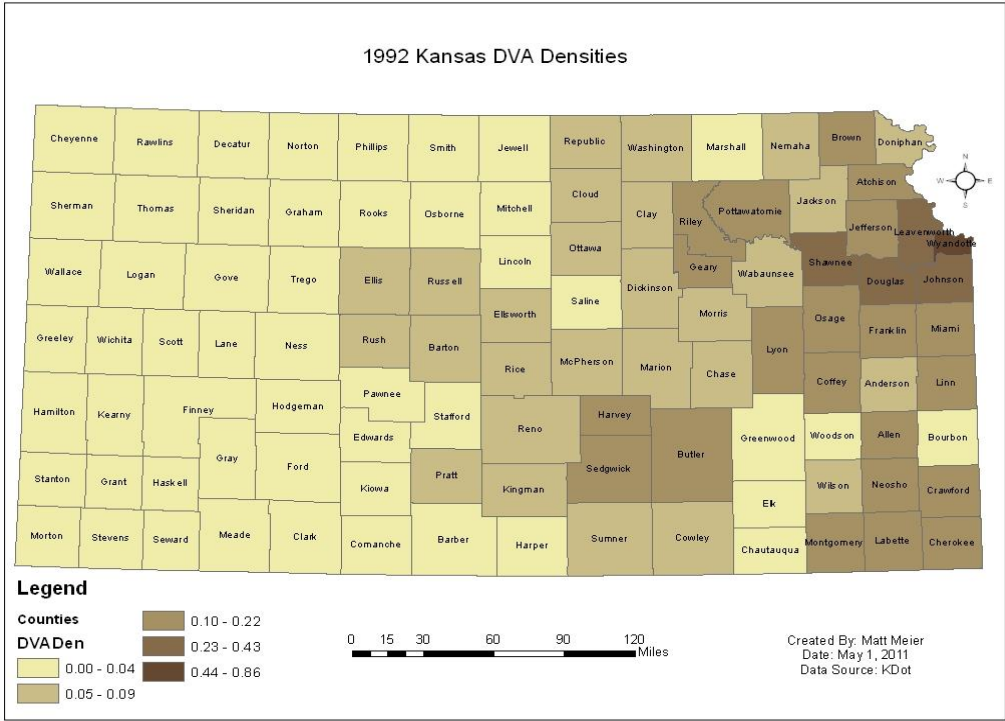 1992 Kansas DVA Densities
Cheyenne Rawlins Decatur Norton Phillips Smith Jewell Republic Washington Marshall Nemaha Brown Doniphan
Atchison
N
W E
S
Sherman Thomas Sheridan Graham Rooks Osborne Mitchell Cloud Clay Riley Pottawatomie Jackson
Jefferson Leavenworth
Wyandotte
Wallace Logan Gove Trego Ellis Russell Lincoln Ottawa Dickinson Geary Wabaunsee Shawnee Douglas Johnson
Saline
Greeley Wichita Scott Lane Ness Rush Barton Ellsworth Morris Osage Franklin Miami
Rice McPherson Marion Chase Lyon
Hamilton Kearny Finney Hodgeman Pawnee Stafford Coffey Anderson Linn
Edwards Reno Harvey Greenwood Woodson Allen Bourbon
Gray Ford Sedgwick Butler
Stanton Grant Haskell Kiowa Pratt Kingman Elk Wilson Neosho Crawford
Morton Stevens Seward Meade Clark Comanche Barber Harper Sumner Cowley Chautauqua Montgomery Labette Cherokee
Legend
Counties
DVADen
0.00 - 0.04
0.05 - 0.09
0.10 - 0.22
0.23 - 0.43
0.44 - 0.86
0 15 30 60 90 120
Miles
Created By: Matt Meier
Date: May 1, 2011
Data Source: KDot